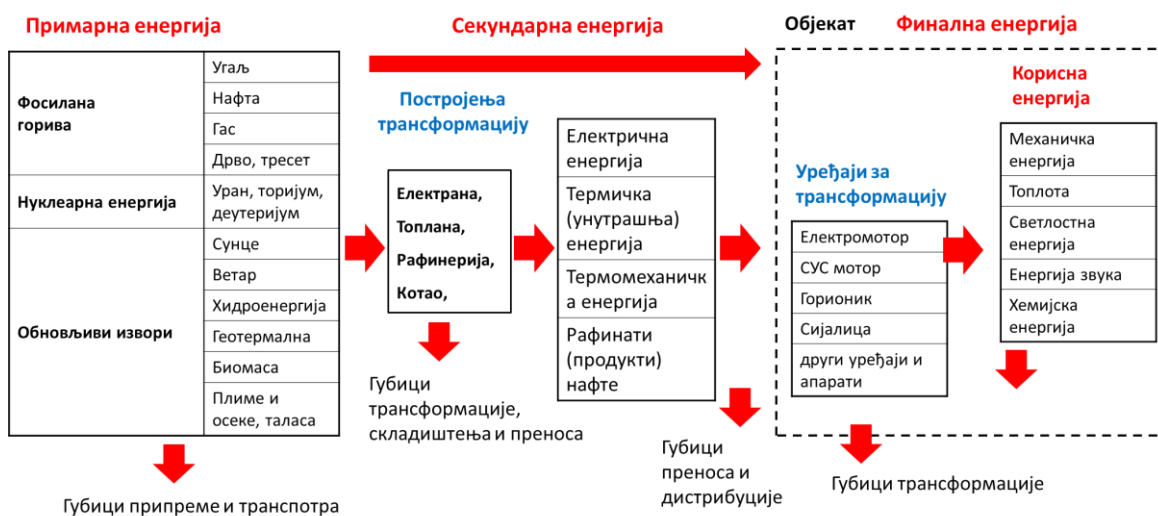 Примарна енергија
Фосилана
горива
Угаљ
Нафта
Гас
Дрво, тресет
Нуклеарна енергија
Уран, торијум,
деутеријум
Обновљиви извори
Сунце
Ветар
Хидроенергија
Геотермална
Биомаса
Плиме и
осеке, таласа
Губици припреме и транспотра
Секундарна енергија
Постројења
трансформацију
Електрана,
Топлана,
Рафинерија,
Котао,
Губици
трансформације,
складиштења и преноса
Електрична
енергија
Термичка
(унутрашња)
енергија
Термомеханичк
а енергија
Рафинати
(продукти)
нафте
Губици
преноса и
дистрибуције
Објекат
Финална енергија
Уређаји за
трансформацију
Електромотор
СУС мотор
Горионик
Сијалица
други уређаји и
апарати
Губици трансформације
Корисна
енергија
Механичка
енергија
Топлота
Светлостна
енергија
Енергија звука
Хемијска
енергија